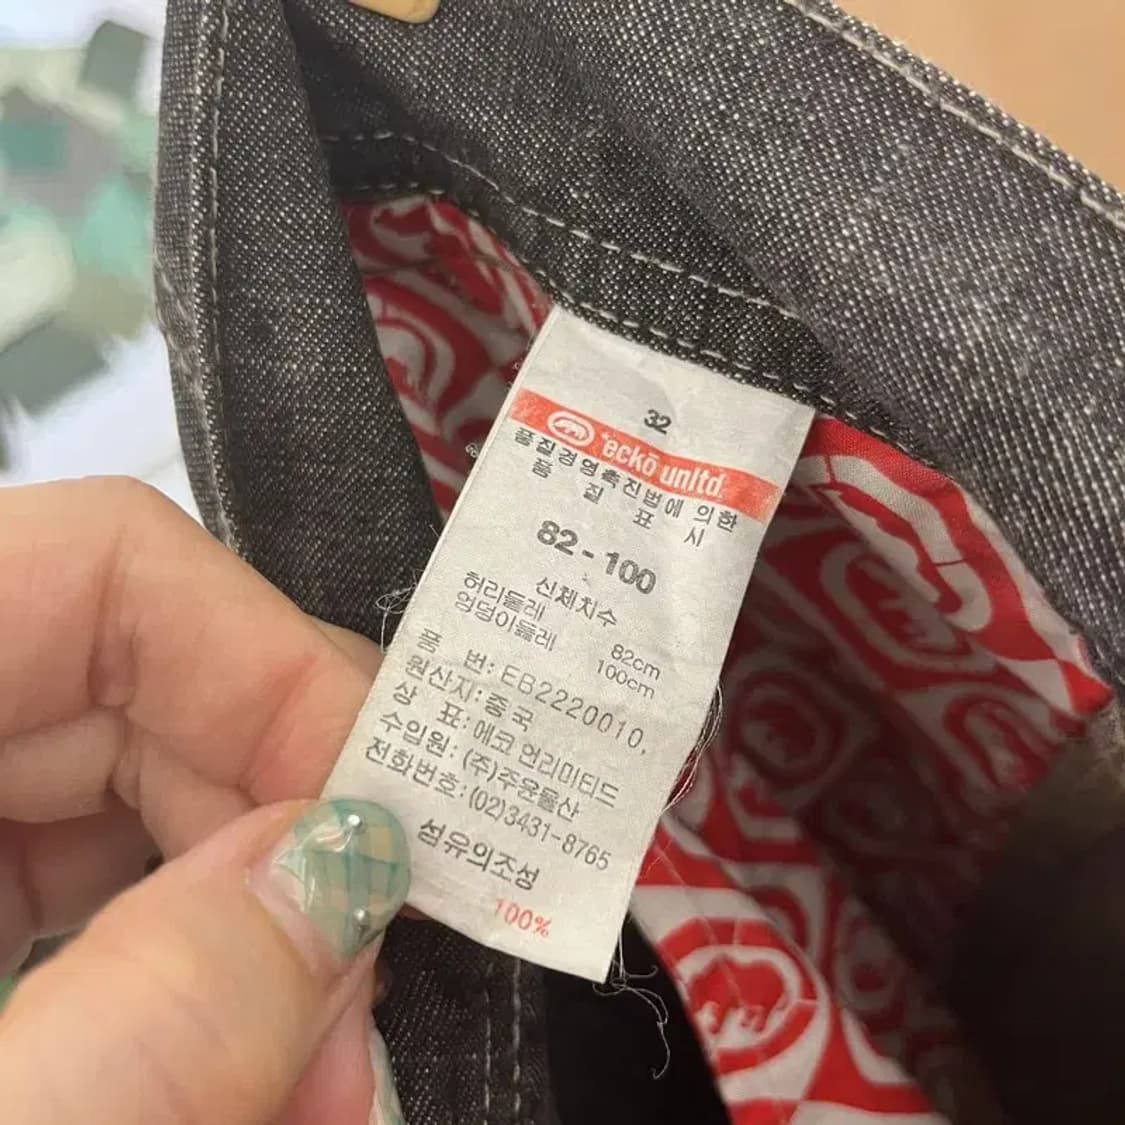 32
ecko unltd.
품질경영촉진법에 의한
품 질 표 시
82 - 100
신체치수
허리둘레 82cm
엉덩이둘레 100cm
품 번: EB2220010,
원산지: 중국
상 표: 에코 언리미티드
수입원: (주)주윤물산
전화번호: (02)3431-8765
섬유의조성
100%